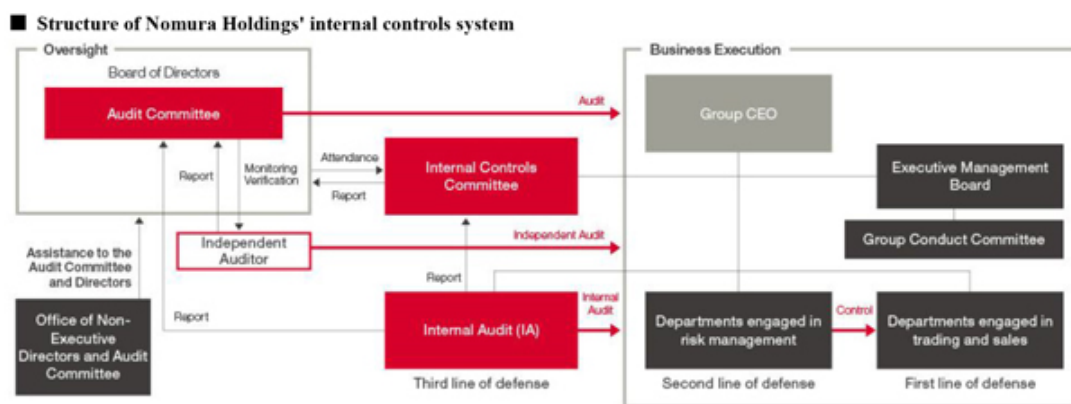 ■ Structure of Nomura Holdings' internal controls system
Oversight
Board of Directors
Audit Committee
Audit
Report
Monitoring
Verification
Attendance
Report
Internal Controls
Committee
Independent
Auditor
Independent Audit
Assistance to the
Audit Committee
and Directors
Office of Non-
Executive
Directors and Audit
Committee
Report
Report
Internal Audit (IA)
Internal
Audit
Third line of defense
Business Execution
Group CEO
Executive Management
Board
Group Conduct Committee
Departments engaged in
risk management
Control
Departments engaged in
trading and sales
Second line of defense
First line of defense